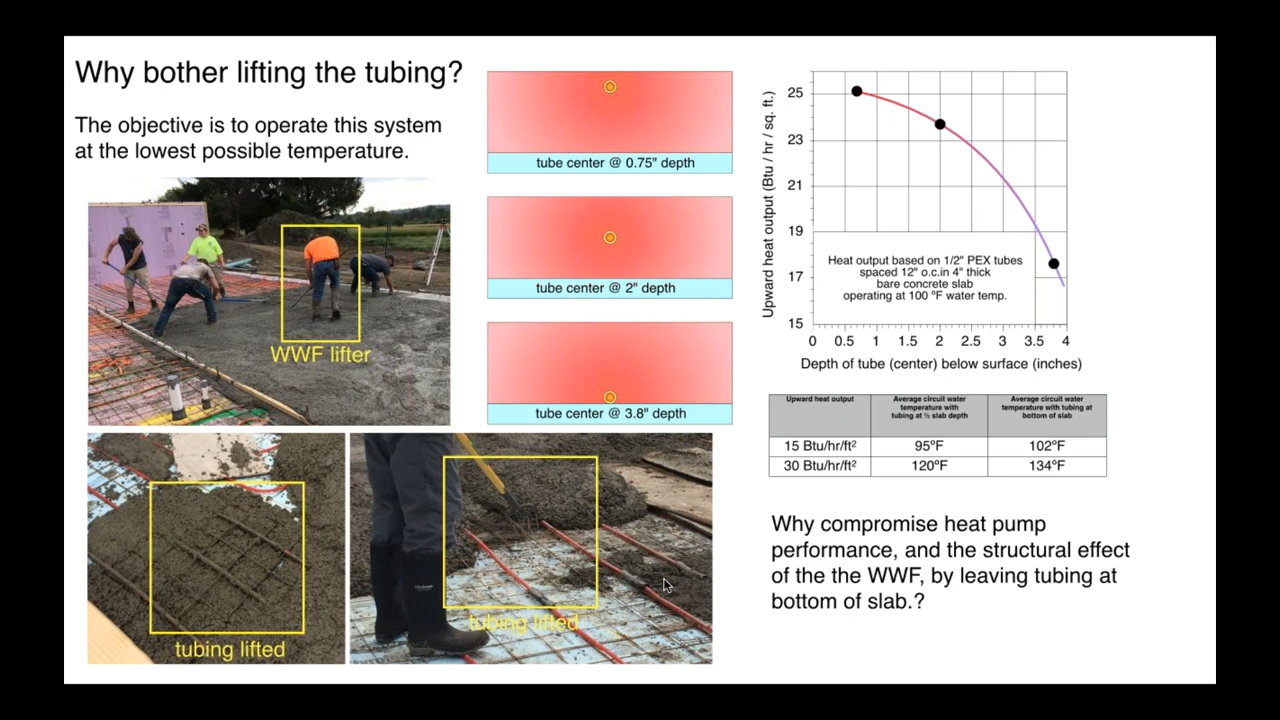 Why bother lifting the tubing?
The objective is to operate this system
at the lowest possible temperature.
WWF lifter
tubing lifted
tubing lifted
tube center @ 0.75" depth
tube center @ 2" depth
tube center @ 3.8" depth
Upward heat output (Btu / hr / sq. ft.)
25
23
21
19
17
15
Heat output based on 1/2" PEX tubes
spaced 12" o.c.in 4" thick
bare concrete slab
operating at 100 ºF water temp.
0 0.5 1 1.5 2 2.5 3 3.5 4
Depth of tube (center) below surface (inches)
Upward heat output
Average circuit water
temperature with
tubing at ½ slab depth
Average circuit water
temperature with tubing at
bottom of slab
15 Btu/hr/ft² 95ºF 102ºF
30 Btu/hr/ft² 120ºF 134ºF
Why compromise heat pump
performance, and the structural effect
of the the WWF, by leaving tubing at
bottom of slab.?